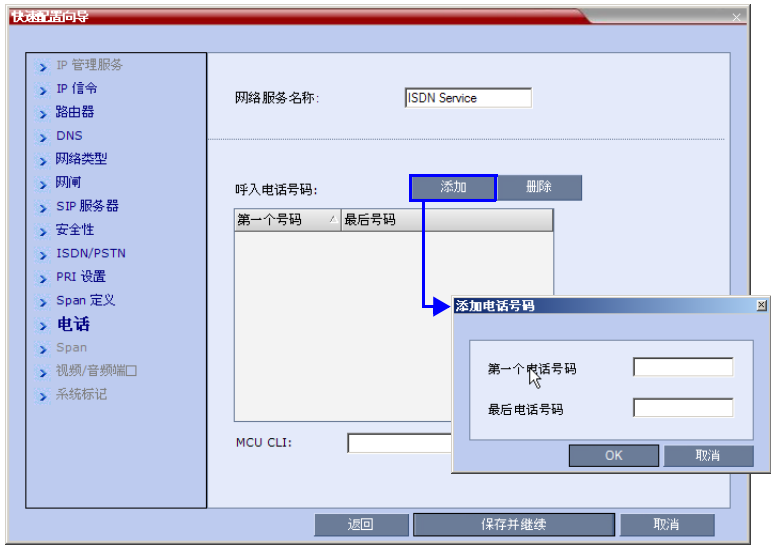 快速配置向导
IP 管理服务
IP 信令
路由器
DNS
网络类型
网闸
SIP 服务器
安全性
ISDN/PSTN
PRI 设置
Span 定义
电话
Span
视频/音频端口
系统标记
网络服务名称:
ISDN Service
呼入电话号码:
添加
删除
第一个号码
最后号码
MCU CLI:
添加电话号码
第一个电话号码
最后电话号码
OK
取消
返回
保存并继续
取消